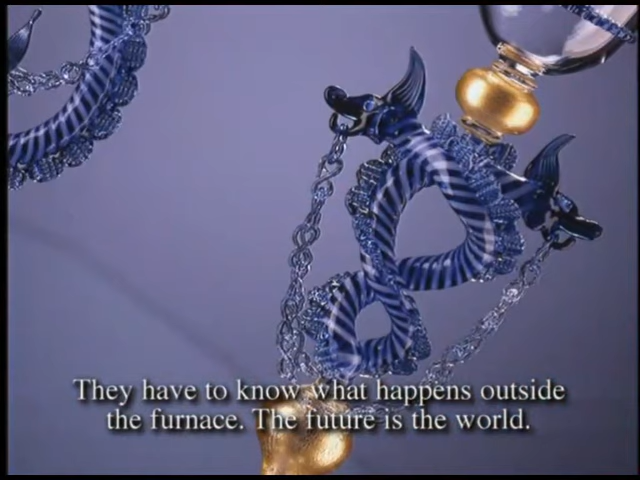 They have to know what happens outside
the furnace. The future is the world.